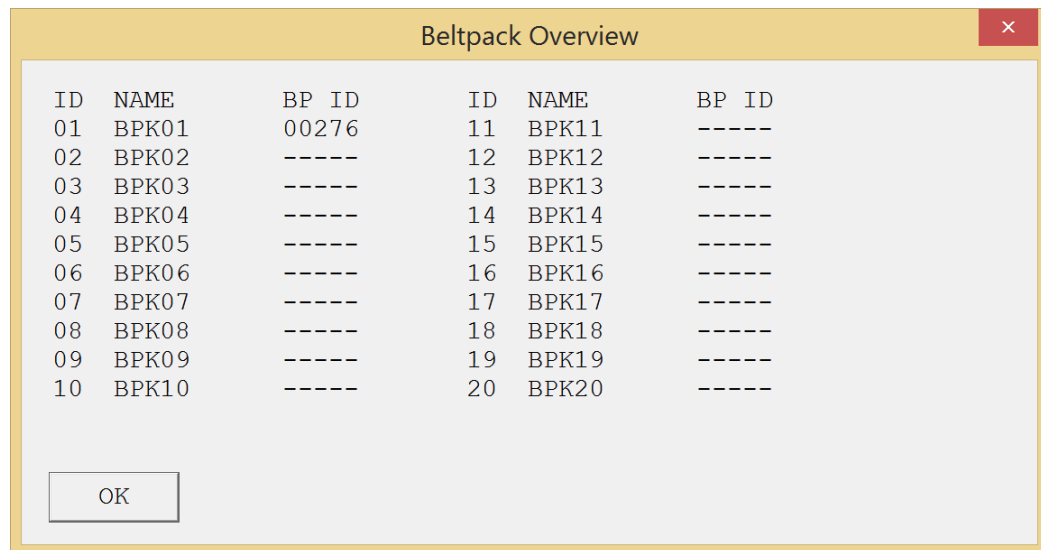 Beltpack Overview
ID NAME BP ID ID NAME BP ID
01 BPK01 00276 11 BPK11 -----
02 BPK02 ----- 12 BPK12 -----
03 BPK03 ----- 13 BPK13 -----
04 BPK04 ----- 14 BPK14 -----
05 BPK05 ----- 15 BPK15 -----
06 BPK06 ----- 16 BPK16 -----
07 BPK07 ----- 17 BPK17 -----
08 BPK08 ----- 18 BPK18 -----
09 BPK09 ----- 19 BPK19 -----
10 BPK10 ----- 20 BPK20 -----
OK